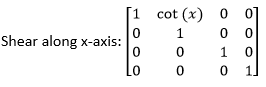 [1 cot (x) 0 0]
Shear along x-axis: [0 1 0 0]
[0 0 1 0]
[0 0 0 1]